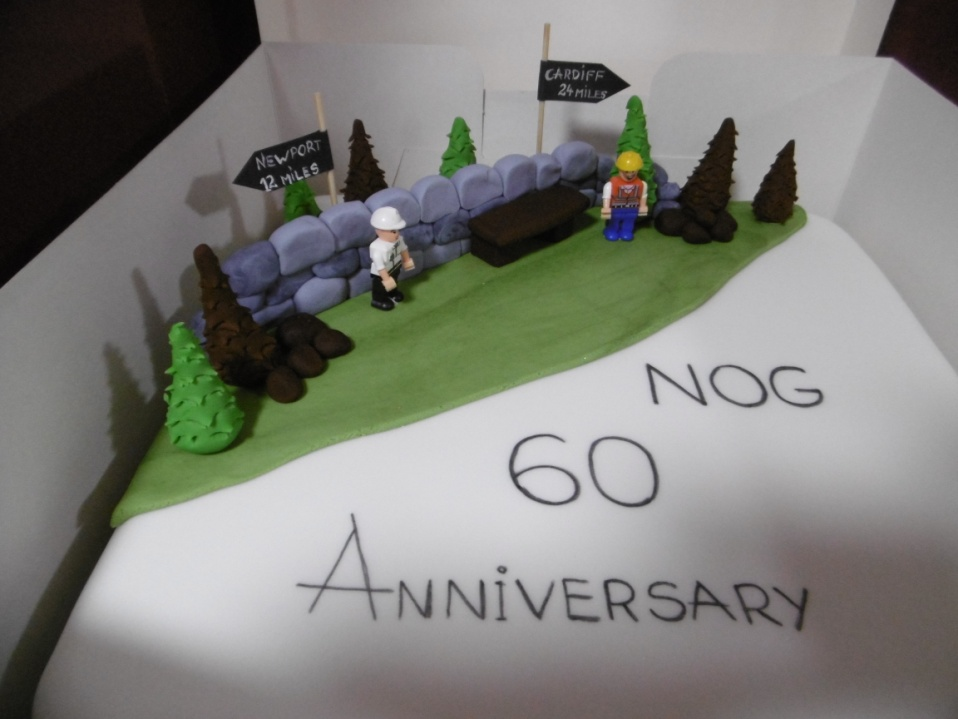 CARDIFF
24 MILES
NEWPORT
12 MILES
NOG
60
ANNiVERSARY